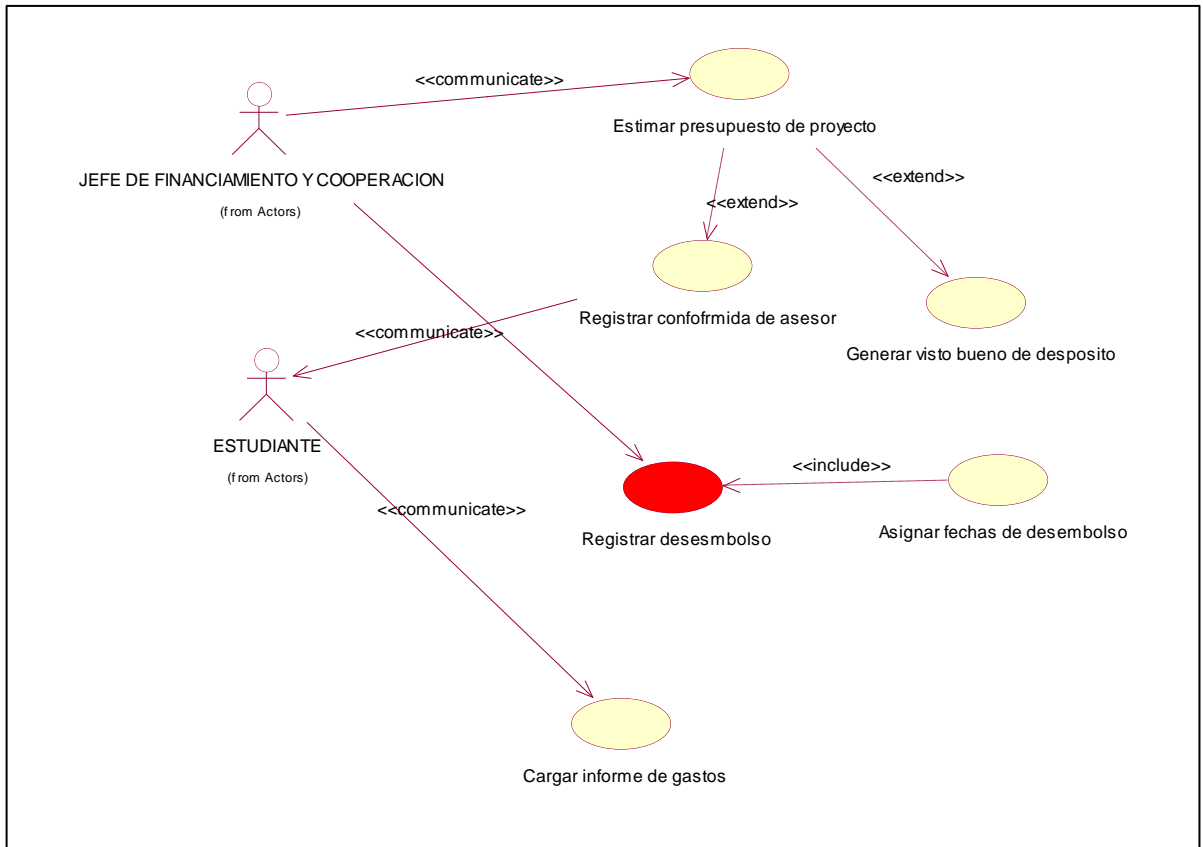 <<communicate>>
Estimar presupuesto de proyecto
JEFE DE FINANCIAMIENTO Y COOPERACION
(from Actors)
<<extend>>
<<extend>>
Registrar confofrmida de asesor
<<communicate>>
Generar visto bueno de desposito
ESTUDIANTE
(from Actors)
<<include>>
<<communicate>>
Registrar desesmbolso
Asignar fechas de desembolso
Cargar informe de gastos